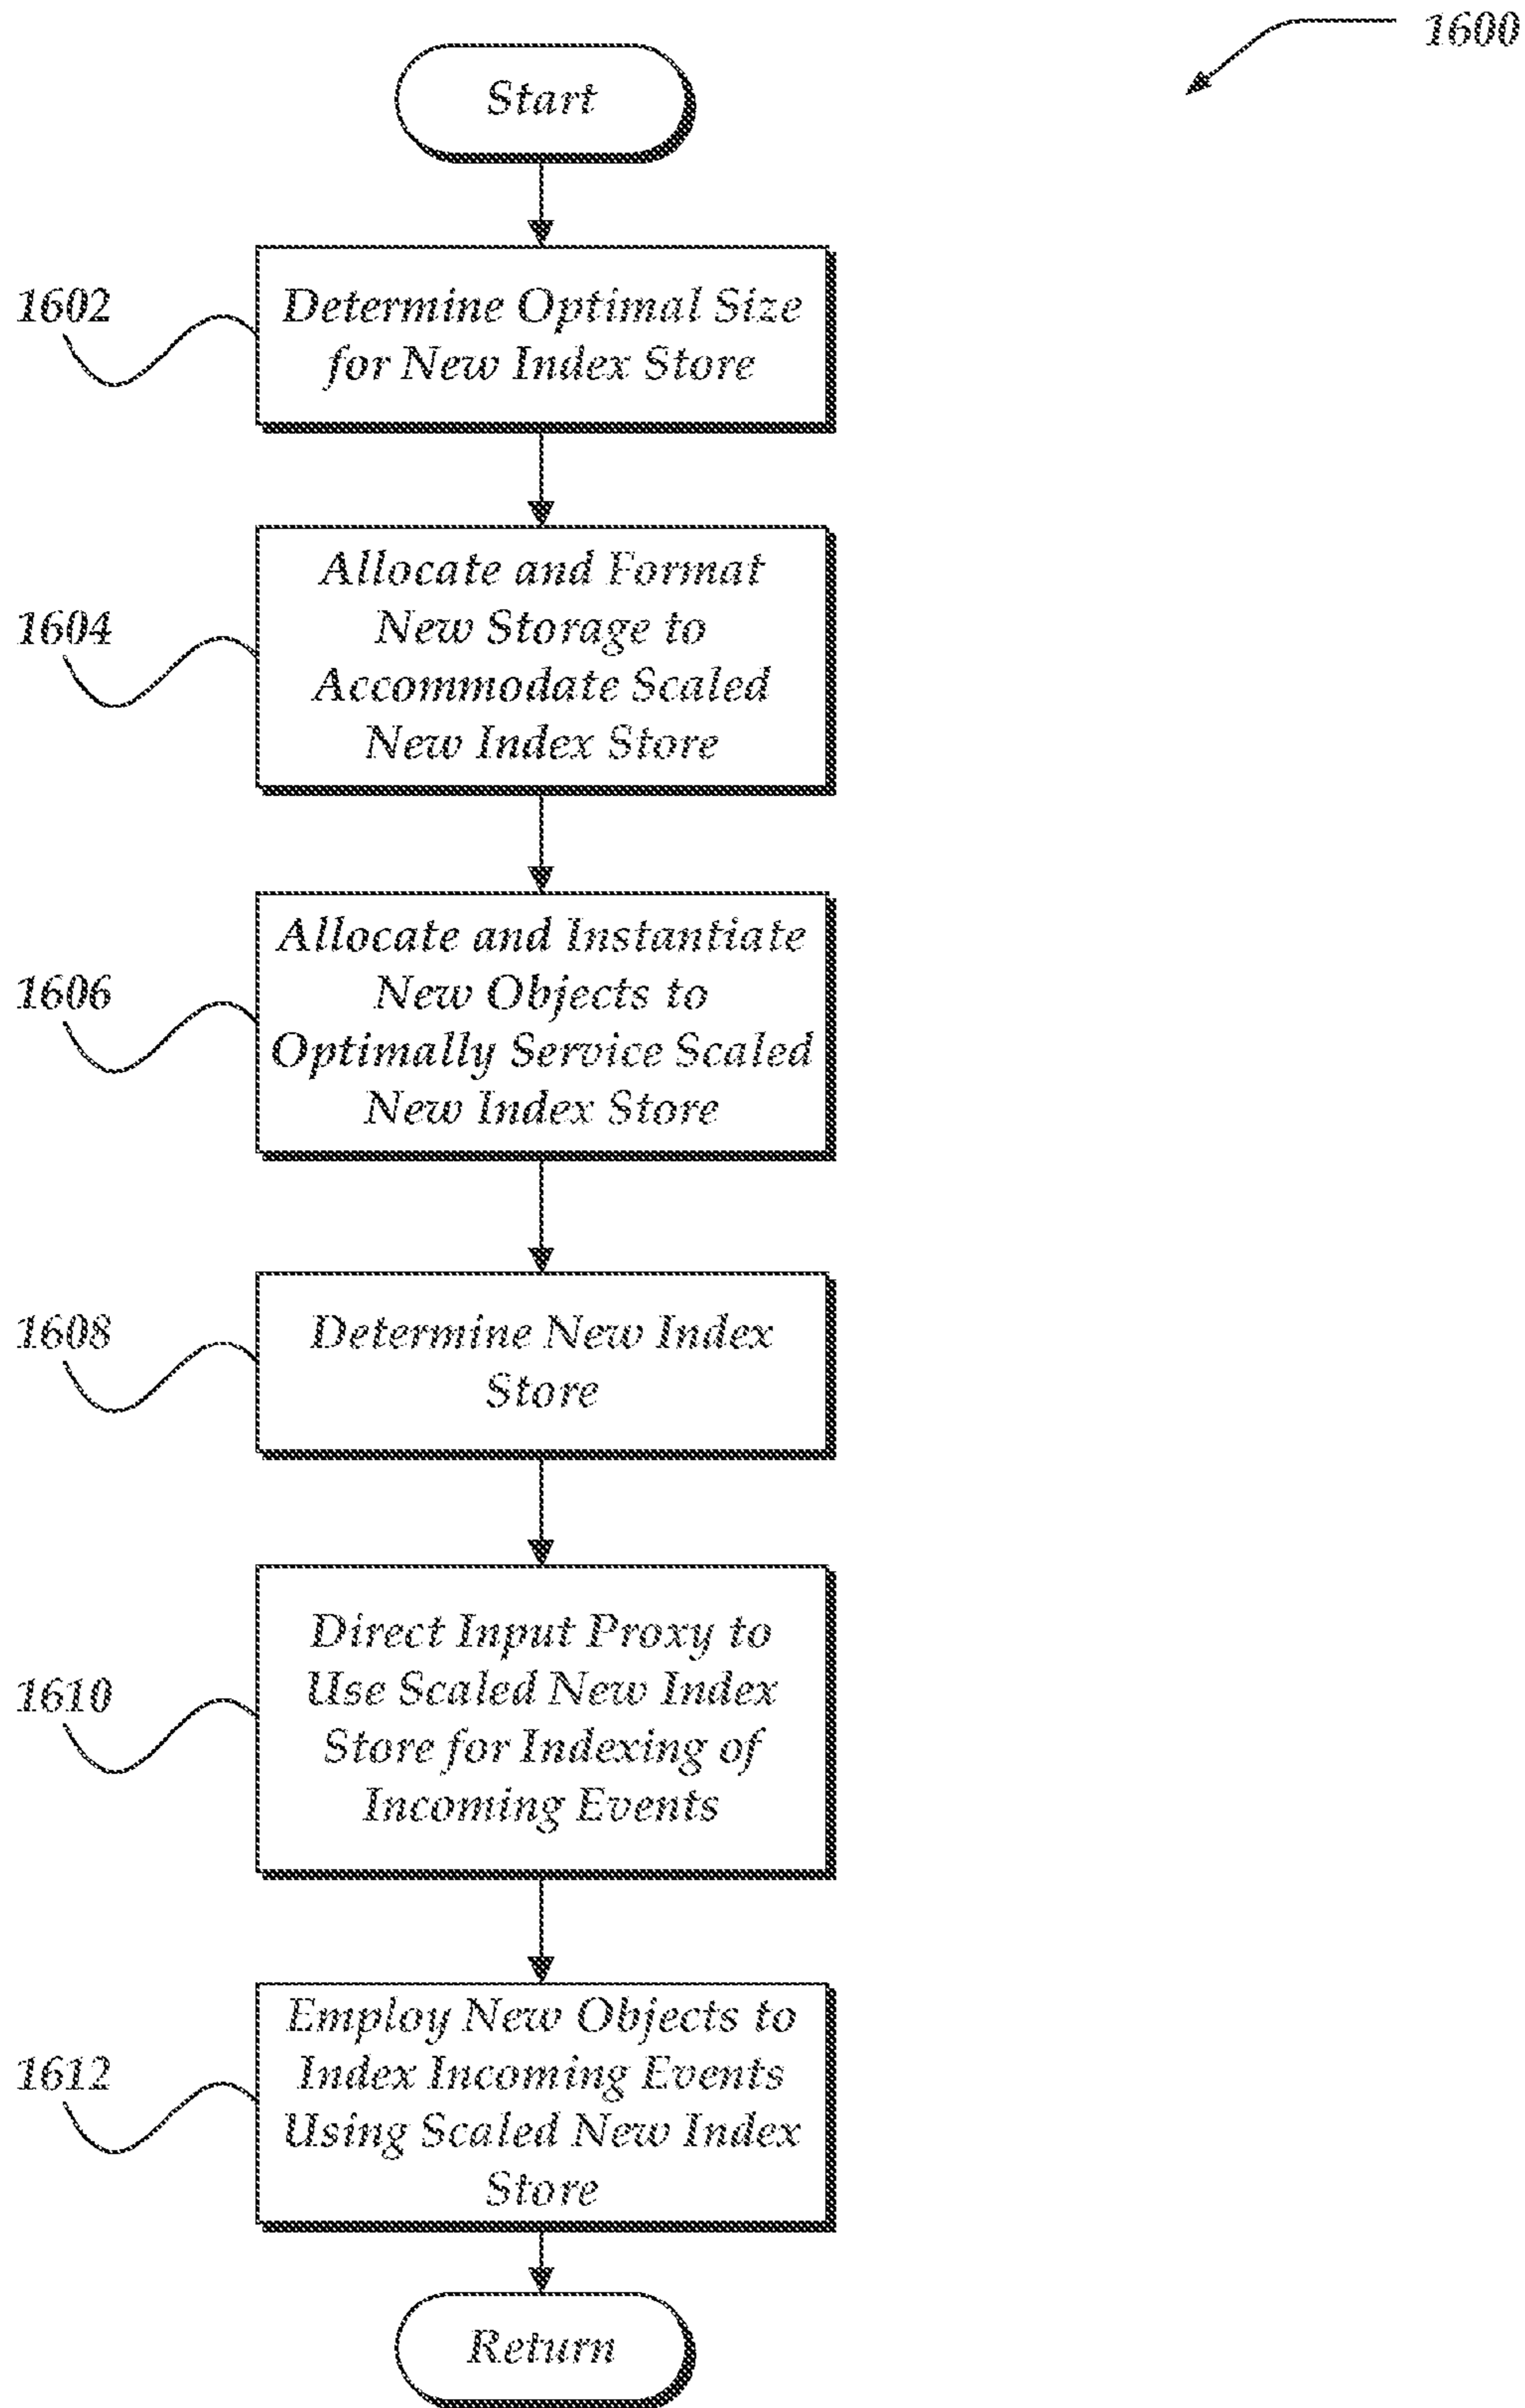 1600
Start
1602
Determine Optimal Size
for New Index Store
1604
Allocate and Format
New Storage to
Accommodate Scaled
New Index Store
1606
Allocate and Instantiate
New Objects to
Optimally Service Scaled
New Index Store
1608
Determine New Index
Store
1610
Direct Input Proxy to
Use Scaled New Index
Store for Indexing of
Incoming Events
1612
Employ New Objects to
Index Incoming Events
Using Scaled New Index
Store
Return